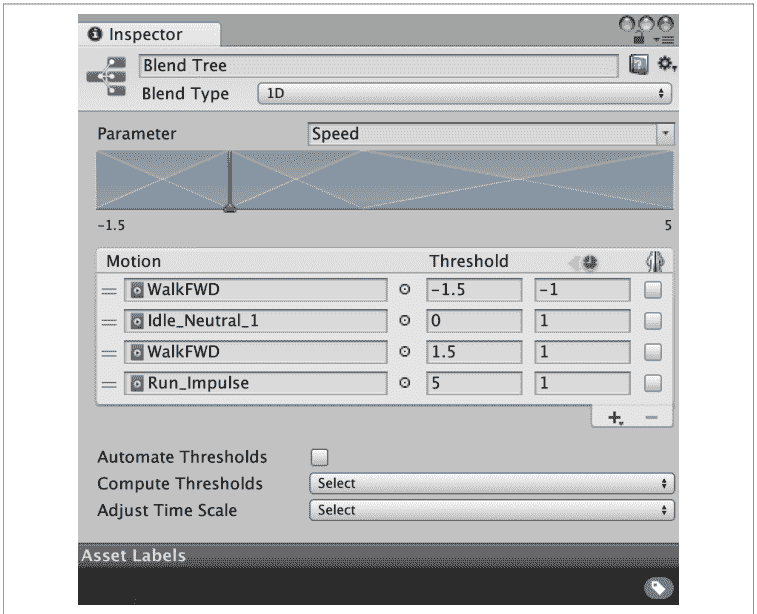 Inspector
Blend Tree
Blend Type 1D
Parameter Speed
-1.5 5
Motion Threshold
WalkFWD -1.5 -1
Idle_Neutral_1 0 1
WalkFWD 1.5 1
Run_Impulse 5 1
Automate Thresholds
Compute Thresholds Select
Adjust Time Scale Select
Asset Labels